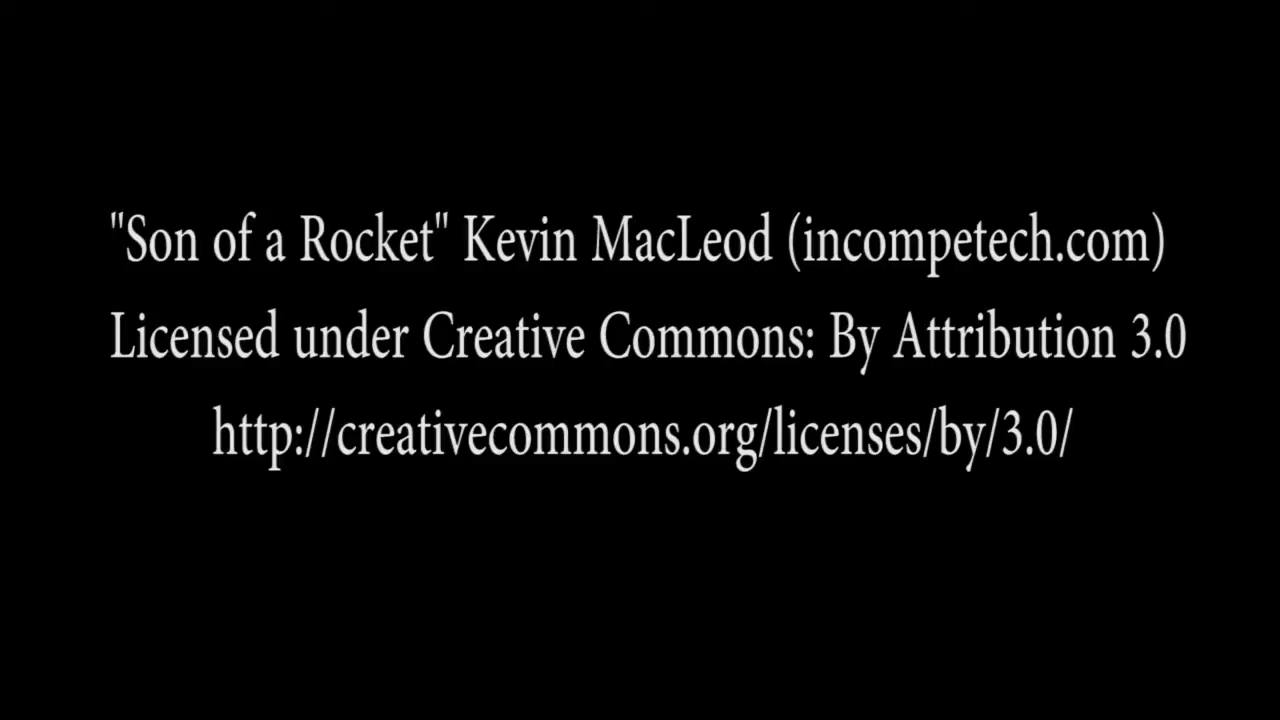 "Son of a Rocket" Kevin MacLeod (incompetech.com)
Licensed under Creative Commons: By Attribution 3.0
http://creativecommons.org/licenses/by/3.0/